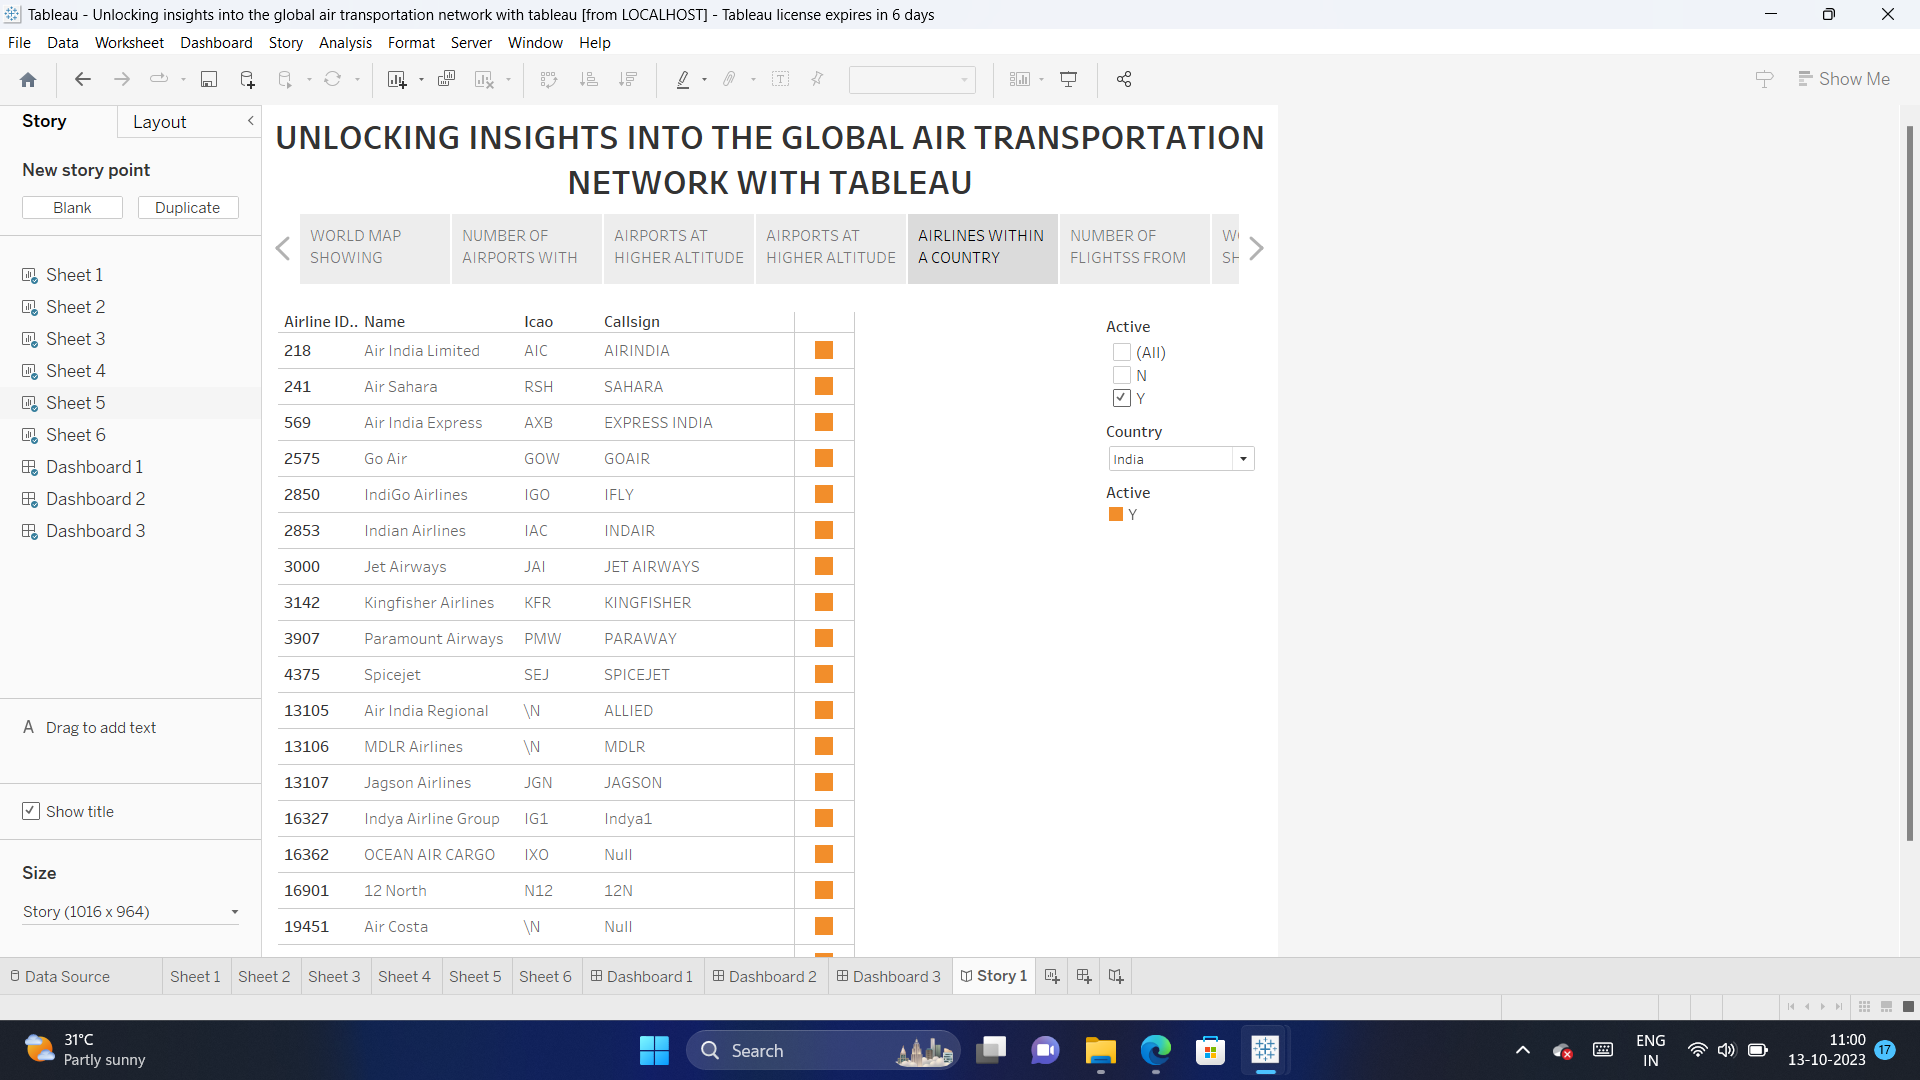 Tableau - Unlocking insights into the global air transportation network with tableau [from LOCALHOST] - Tableau license expires in 6 days
File Data Worksheet Dashboard Story Analysis Format Server Window Help
Show Me
Story Layout
New story point
Blank Duplicate
Sheet 1
Sheet 2
Sheet 3
Sheet 4
Sheet 5
Sheet 6
Dashboard 1
Dashboard 2
Dashboard 3
A Drag to add text
Show title
Size
Story (1016 x 964)
UNLOCKING INSIGHTS INTO THE GLOBAL AIR TRANSPORTATION
NETWORK WITH TABLEAU
WORLD MAP
SHOWING
NUMBER OF
AIRPORTS WITH
AIRPORTS AT
HIGHER ALTITUDE
AIRPORTS AT
HIGHER ALTITUDE
AIRLINES WITHIN
A COUNTRY
NUMBER OF
FLIGHTSS FROM
Airline ID.. Name Icao Callsign
218 Air India Limited AIC AIRINDIA
241 Air Sahara RSH SAHARA
569 Air India Express AXB EXPRESS INDIA
2575 Go Air GOW GOAIR
2850 IndiGo Airlines IGO IFLY
2853 Indian Airlines IAC INDAIR
3000 Jet Airways JAI JET AIRWAYS
3142 Kingfisher Airlines KFR KINGFISHER
3907 Paramount Airways PMW PARAWAY
4375 Spicejet SEJ SPICEJET
13105 Air India Regional \N ALLIED
13106 MDLR Airlines \N MDLR
13107 Jagson Airlines JGN JAGSON
16327 Indya Airline Group IG1 Indya1
16362 OCEAN AIR CARGO IXO Null
16901 12 North N12 12N
19451 Air Costa \N Null
Active
(All)
N
Y
Country
India
Active
Y
Data Source Sheet 1 Sheet 2 Sheet 3 Sheet 4 Sheet 5 Sheet 6 Dashboard 1 Dashboard 2 Dashboard 3 Story 1
31°C
Partly sunny
Search
ENG
IN
11:00
13-10-2023
17